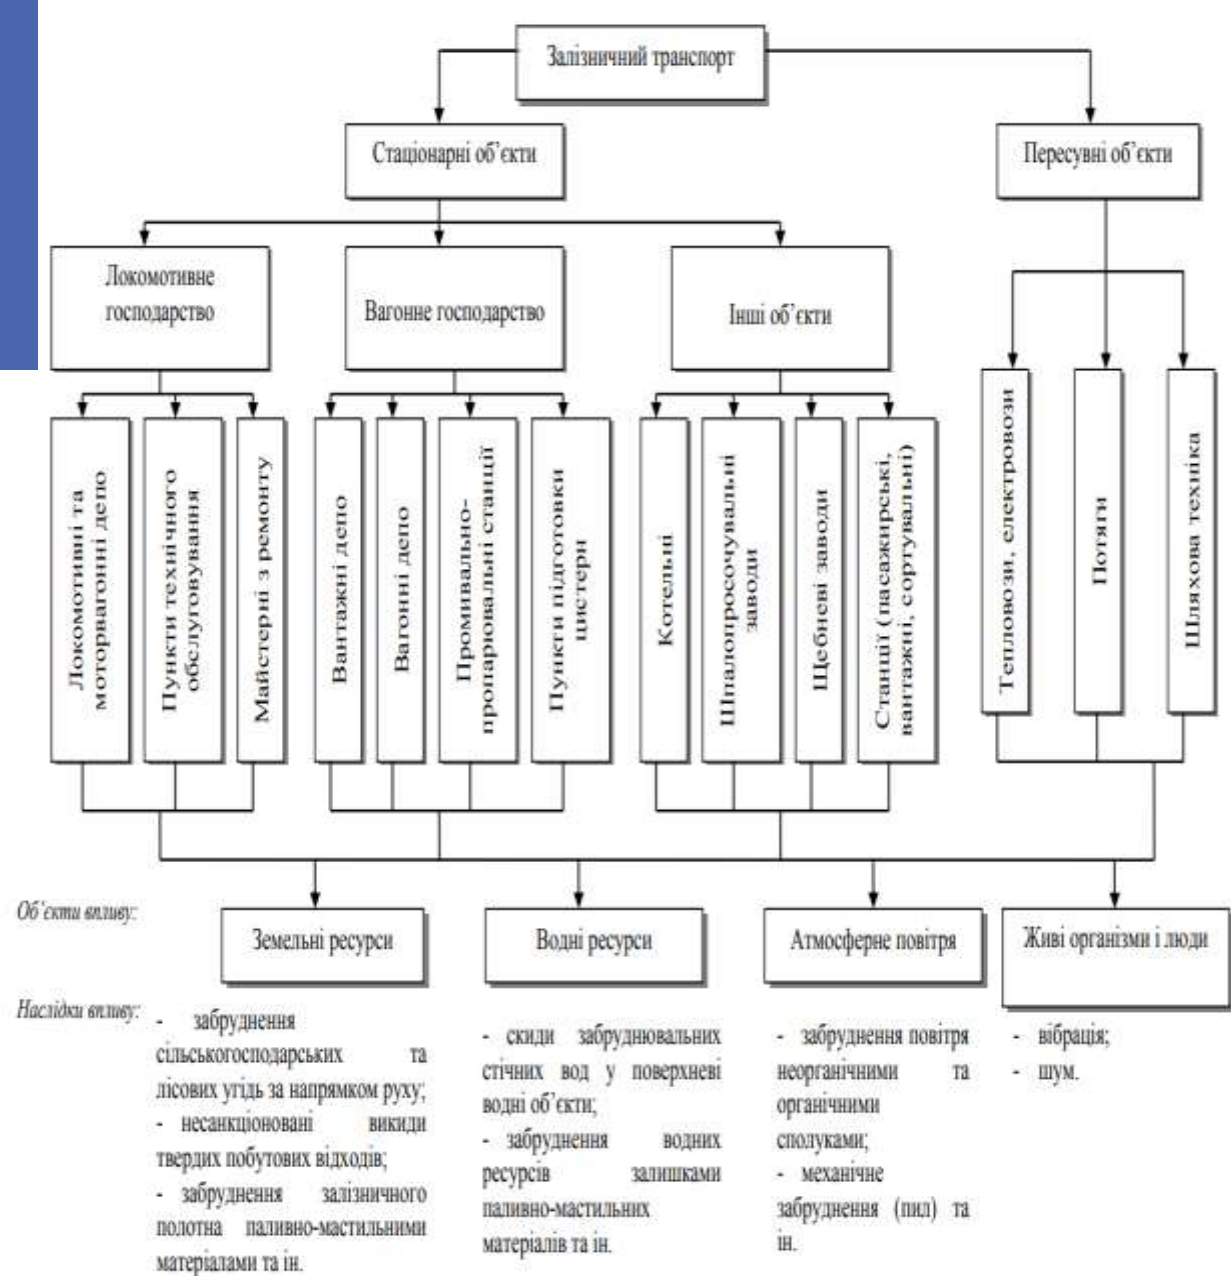 Залізничний транспорт
Стаціонарні об’єкти
Пересувні об’єкти
Локомотивне
господарство
Вагонне господарство
Інші об’єкти
Локомотивні та
моторвагонні депо
Пункти технічного
обслуговування
Майстерні з ремонту
Вантажні депо
Вагонні депо
Промивально-
пропарювальні станції
Пункти підготовки
цистерн
Котельні
Шпалопросочувальні
заводи
Щебневі заводи
Станції (пасажирські,
вантажні, сортувальні)
Тепловози, електровози
Потяги
Шляхова техніка
Об’єкти впливу:
Земельні ресурси
Водні ресурси
Атмосферне повітря
Живі організми і люди
Наслідки впливу:
- забруднення
сільськогосподарських та
лісових угідь за напрямком руху;
- несанкціоновані викиди
твердих побутових відходів;
- забруднення залізничного
полотна паливно-мастильними
матеріалами та ін.
- скиди забруднювальних
стічних вод у поверхневі
водні об’єкти;
- забруднення водних
ресурсів залишками
паливно-мастильних
матеріалів та ін.
- забруднення повітря
неорганічними та
органічними
сполуками;
- механічне
забруднення (пил) та
ін.
- вібрація;
- шум.